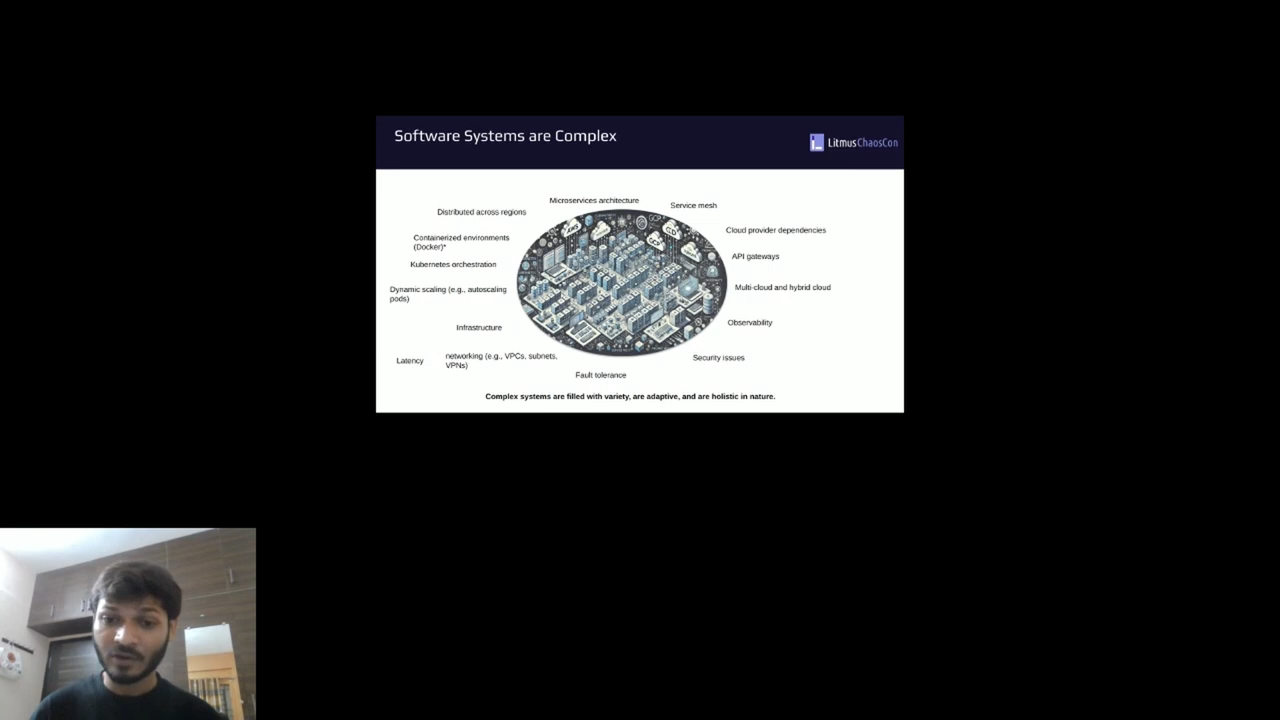 Software Systems are Complex
LitmusChaosCon
Microservices architecture
Service mesh
Distributed across regions
Cloud provider dependencies
Containerized environments
(Docker)*
API gateways
Kubernetes orchestration
Multi-cloud and hybrid cloud
Dynamic scaling (e.g., autoscaling
pods)
Observability
Infrastructure
Security issues
Latency
networking (e.g., VPCs, subnets,
VPNs)
Fault tolerance
Complex systems are filled with variety, are adaptive, and are holistic in nature.